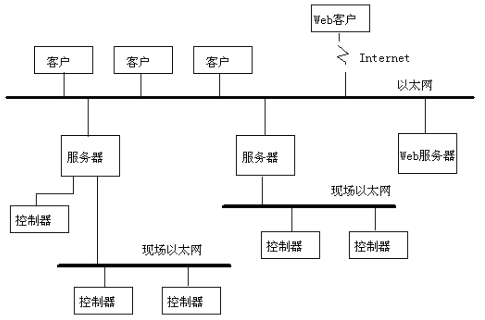 Web客户
Internet
客户
客户
客户
以太网
服务器
服务器
Web服务器
现场以太网
控制器
控制器
控制器
现场以太网
控制器
控制器